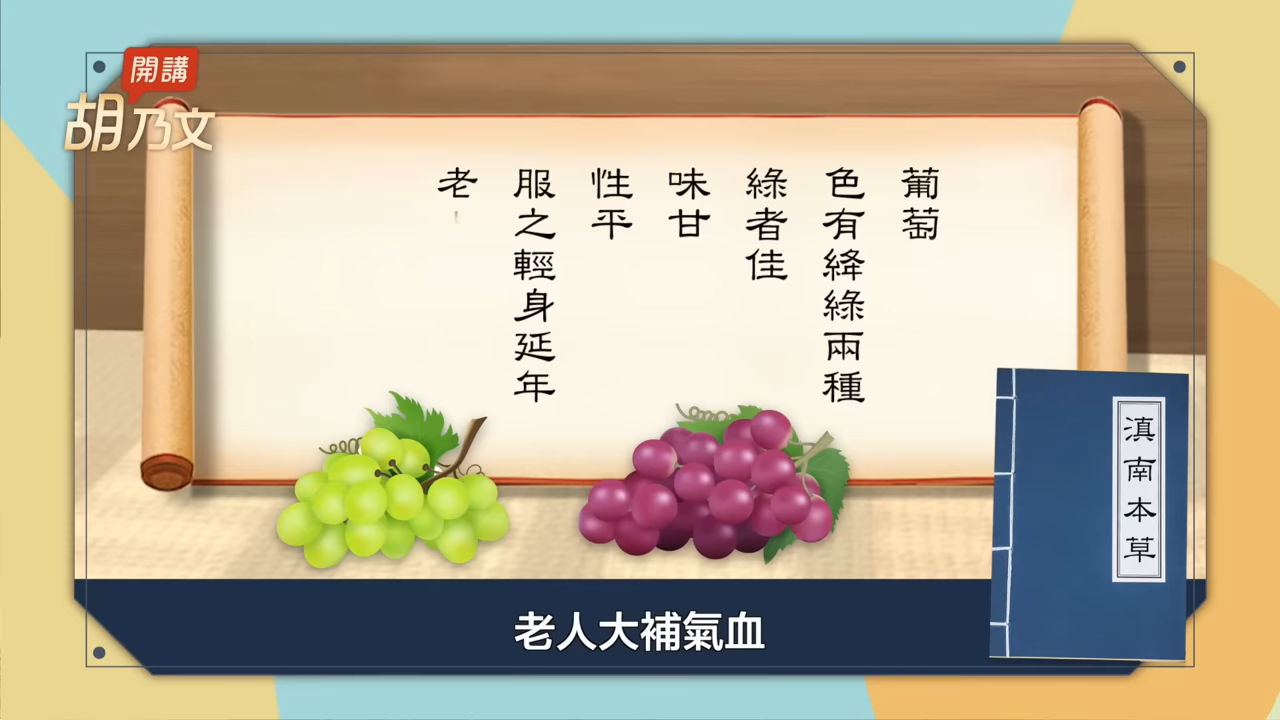 開講
胡乃文
葡萄
色有絳綠兩種
綠者佳
味甘
性平
服之輕身延年
老
滇南本草
老人大補氣血